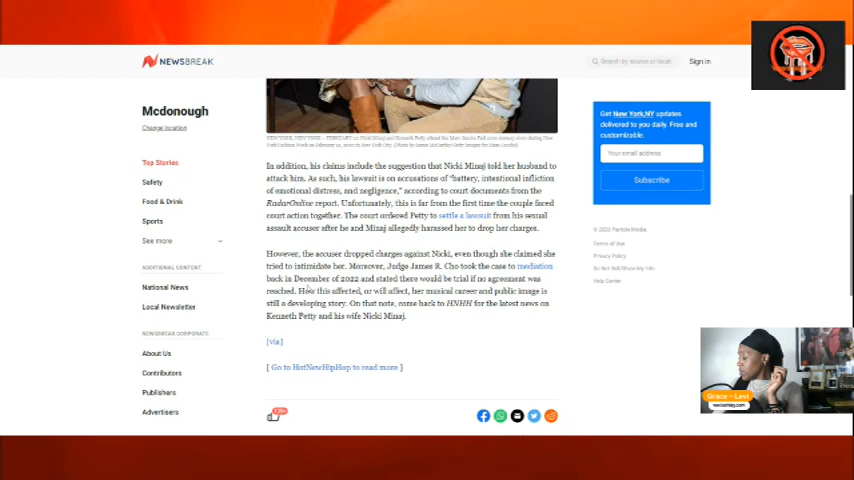 NEWSBREAK
Search by source or locati
Sign in
Mcdonough
Change location
Top Stories
Safety
Food & Drink
Sports
See more
ADDITIONAL CONTENT
National News
Local Newsletter
NEWSBREAK CORPORATE
About Us
Contributors
Publishers
Advertisers
In addition, his claims include the suggestion that Nicki Minaj told her husband to
attack him. As such, his lawsuit is on accusations of "battery, intentional infliction
of emotional distress, and negligence," according to court documents from the
RadarOnline report. Unfortunately, this is far from the first time the couple faced
court action together. The court ordered Petty to settle a lawsuit from his sexual
assault accuser after he and Minaj allegedly harassed her to drop her charges.
However, the accuser dropped charges against Nicki, even though she claimed she
tried to intimidate her. Moreover, Judge James R. Cho took the case to mediation
back in December of 2022 and stated there would be trial if no agreement was
reached. How this affected, or will affect, her musical career and public image is
still a developing story. On that note, come back to HNHH for the latest news on
Kenneth Petty and his wife Nicki Minaj.
[via]
[ Go to HotNewHipHop to read more ]
Get New York,NY updates
delivered to you daily. Free and
customizable.
Your email address
Subscribe
Particle Media.
Terms of Use
Privacy Policy
Do Not Sell/Share My Info
Help Center
Grace - Levi